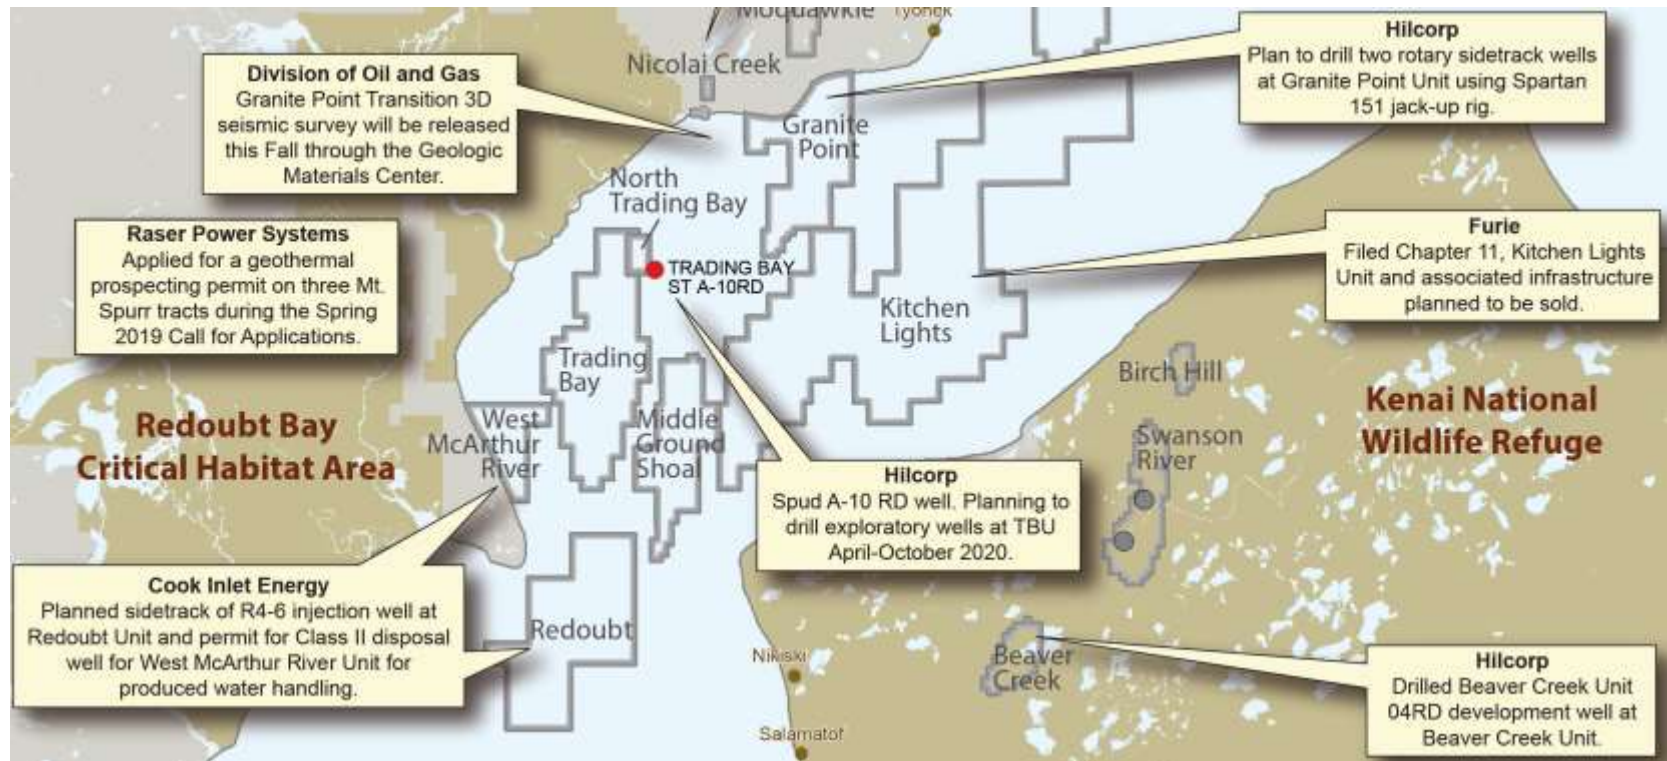 Moquawkie
Tyonek
Nicolai Creek
Division of Oil and Gas
Granite Point Transition 3D
seismic survey will be released
this Fall through the Geologic
Materials Center.
Hilcorp
Plan to drill two rotary sidetrack wells
at Granite Point Unit using Spartan
151 jack-up rig.
Granite
Point
North
Trading Bay
Raser Power Systems
Applied for a geothermal
prospecting permit on three Mt.
Spurr tracts during the Spring
2019 Call for Applications.
TRADING BAY
ST A-10RD
Furie
Filed Chapter 11, Kitchen Lights
Unit and associated infrastructure
planned to be sold.
Kitchen
Lights
Trading
Bay
Birch Hill
Redoubt Bay
Critical Habitat Area
West
McArthur
River
Middle
Ground
Shoal
Kenai National
Wildlife Refuge
Swanson
River
Hilcorp
Spud A-10 RD well. Planning to
drill exploratory wells at TBU
April-October 2020.
Cook Inlet Energy
Planned sidetrack of R4-6 injection well at
Redoubt Unit and permit for Class II disposal
well for West McArthur River Unit for
produced water handling.
Redoubt
Nikiski
Beaver
Creek
Hilcorp
Drilled Beaver Creek Unit
04RD development well at
Beaver Creek Unit.
Salamatof